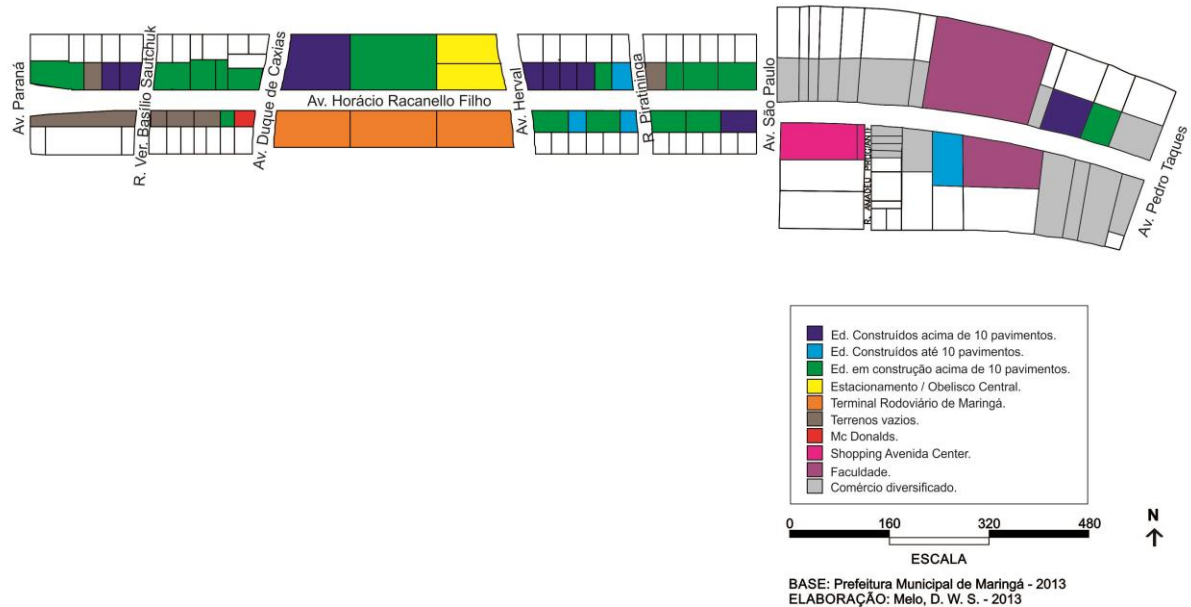 Av. Paraná
R. Ver. Basílio Sautchuk
Av. Duque de Caxias
Av. Horácio Racanello Filho
Av. Herval
R. Piratininga
Av. São Paulo
R. AMADEU
Av. Pedro Taques
Ed. Construídos acima de 10 pavimentos.
Ed. Construídos até 10 pavimentos.
Ed. em construção acima de 10 pavimentos.
Estacionamento / Obelisco Central.
Terminal Rodoviário de Maringá.
Terrenos vazios.
Mc Donalds.
Shopping Avenida Center.
Faculdade.
Comércio diversificado.
0 160 320 480
ESCALA
N
BASE: Prefeitura Municipal de Maringá - 2013
ELABORAÇÃO: Melo, D. W. S. - 2013